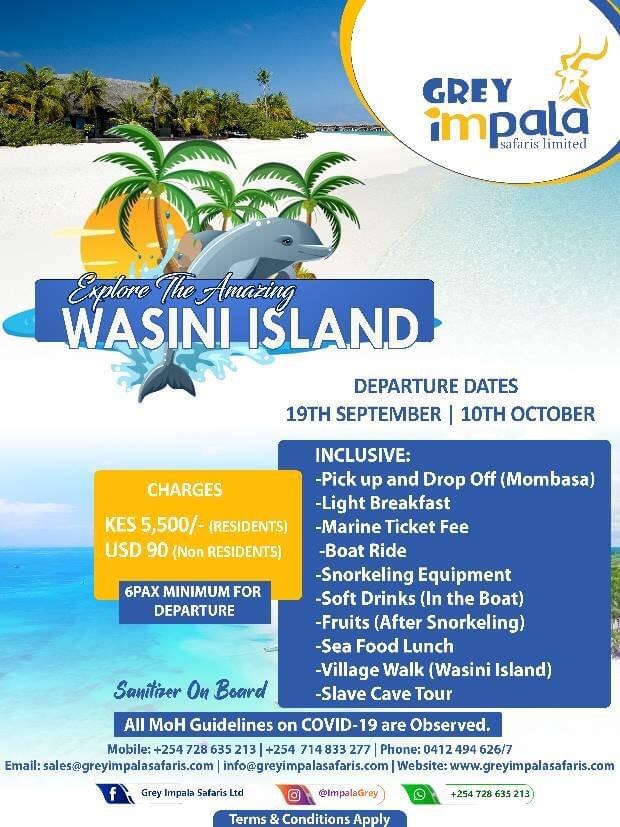 GREY
impala
safaris limited
Explore The Amazing
WASINI ISLAND
DEPARTURE DATES
19TH SEPTEMBER | 10TH OCTOBER
CHARGES
KES 5,500/- (RESIDENTS)
USD 90 (Non RESIDENTS)
6PAX MINIMUM FOR
DEPARTURE
INCLUSIVE:
-Pick up and Drop Off (Mombasa)
-Light Breakfast
-Marine Ticket Fee
-Boat Ride
-Snorkeling Equipment
-Soft Drinks (In the Boat)
-Fruits (After Snorkeling)
-Sea Food Lunch
-Village Walk (Wasini Island)
-Slave Cave Tour
Sanitizer On Board
All MoH Guidelines on COVID-19 are Observed.
Mobile: +254 728 635 213 | +254 714 833 277 | Phone: 0412 494 626/7
Email: sales@greyimpalasafaris.com | info@greyimpalasafaris.com | Website: www.greyimpalasafaris.com
Grey Impala Safaris Ltd @ImpalaGrey +254 728 635 213
Terms & Conditions Apply